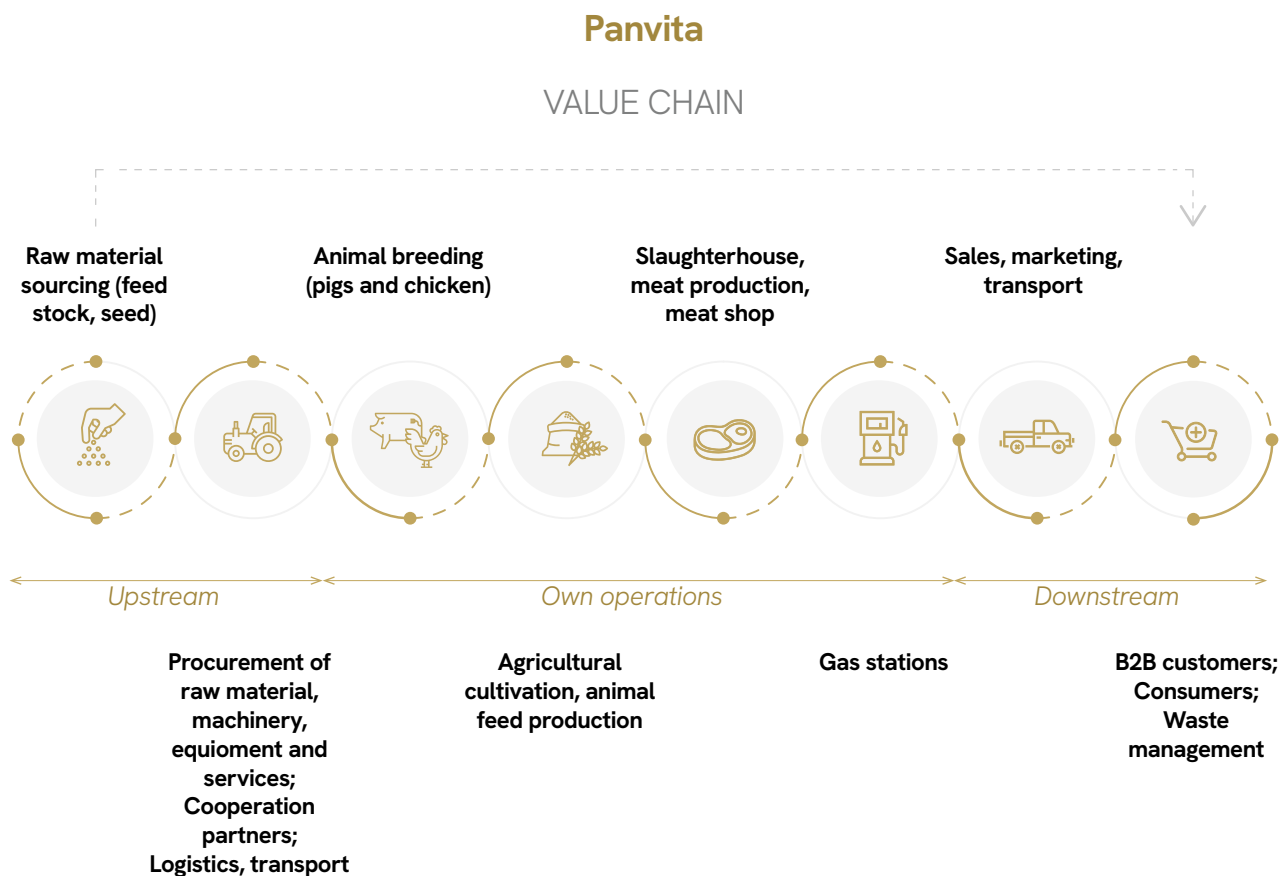 Panvita
VALUE CHAIN
Raw material
sourcing (feed
stock, seed)
Animal breeding
(pigs and chicken)
Slaughterhouse,
meat production,
meat shop
Sales, marketing,
transport
Upstream
Own operations
Downstream
Procurement of
raw material,
machinery,
equioment and
services;
Cooperation
partners;
Logistics, transport
Agricultural
cultivation, animal
feed production
Gas stations
B2B customers;
Consumers;
Waste
management